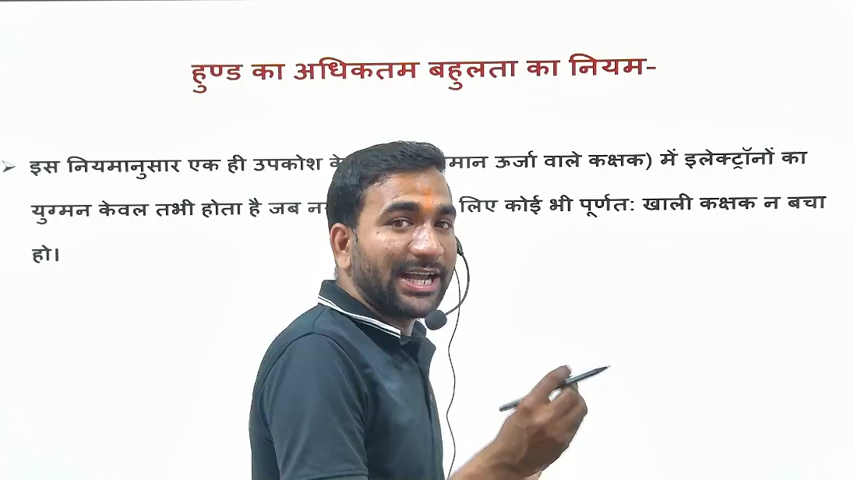 हुण्ड का अधिकतम बहुलता का नियम-
इस नियमानुसार एक ही उपकोश ऊर्जा वाले कक्षक) में इलेक्ट्रॉनों का
युग्मन केवल तभी होता है जब लिए कोई भी पूर्णत: खाली कक्षक न बचा
हो।